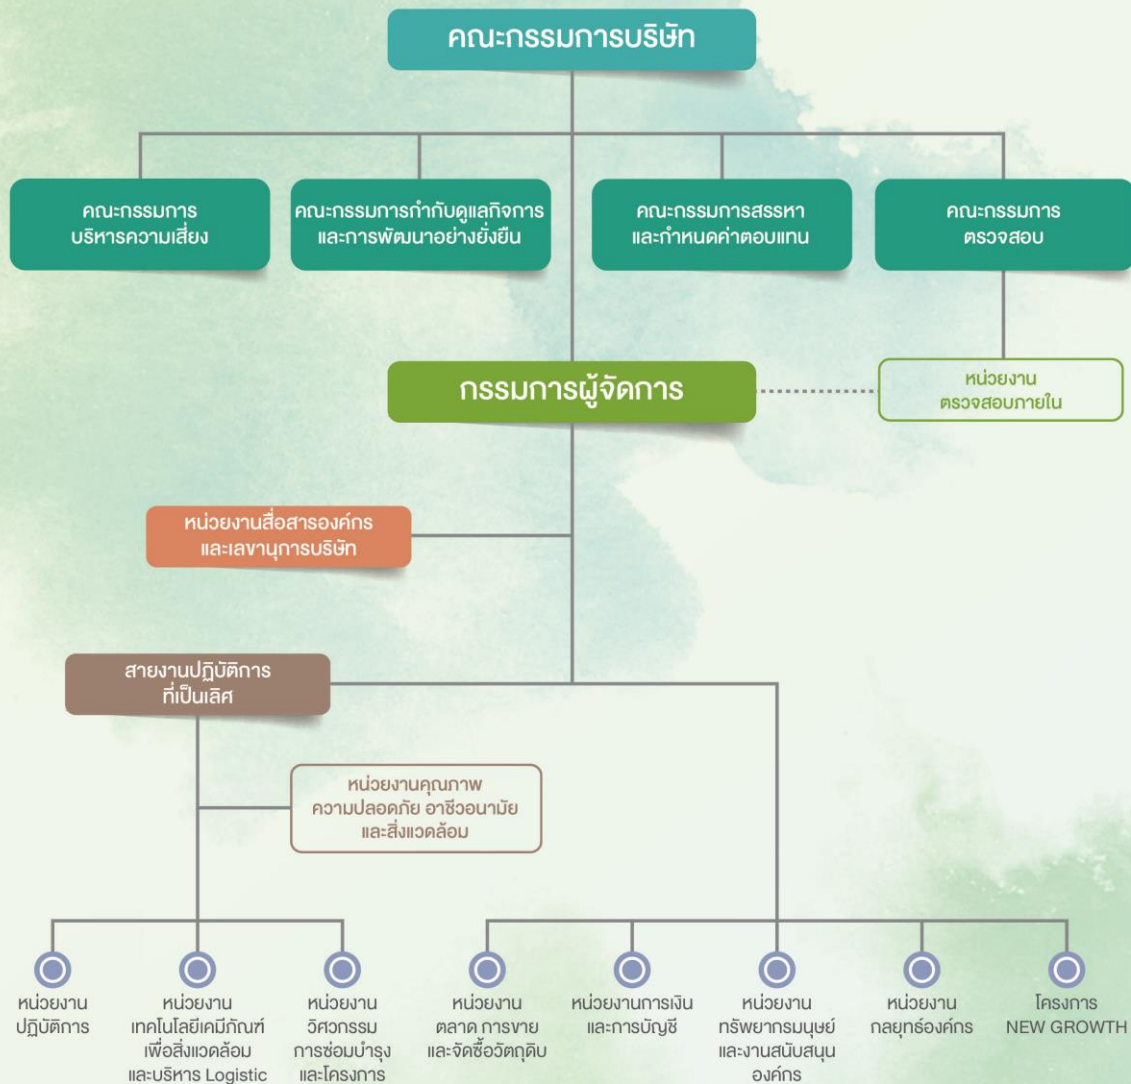 คณะกรรมการบริษัท
คณะกรรมการ
บริหารความเสี่ยง
คณะกรรมการกำกับดูแลกิจการ
และการพัฒนาอย่างยั่งยืน
คณะกรรมการสรรหา
และกำหนดค่าตอบแทน
คณะกรรมการ
ตรวจสอบ
กรรมการผู้จัดการ
หน่วยงาน
ตรวจสอบภายใน
หน่วยงานสื่อสารองค์กร
และเลขานุการบริษัท
สายงานปฏิบัติการ
ที่เป็นเลิศ
หน่วยงานคุณภาพ
ความปลอดภัย อาชีวอนามัย
และสิ่งแวดล้อม
หน่วยงาน
ปฏิบัติการ
หน่วยงาน
เทคโนโลยีเคมีภัณฑ์
เพื่อสิ่งแวดล้อม
และบริหาร Logistic
หน่วยงาน
วิศวกรรม
การซ่อมบำรุง
และโครงการ
หน่วยงาน
ตลาด การขาย
และจัดซื้อวัตถุดิบ
หน่วยงานการเงิน
และการบัญชี
หน่วยงาน
ทรัพยากรมนุษย์
และงานสนับสนุน
องค์กร
หน่วยงาน
กลยุทธ์องค์กร
โครงการ
NEW GROWTH